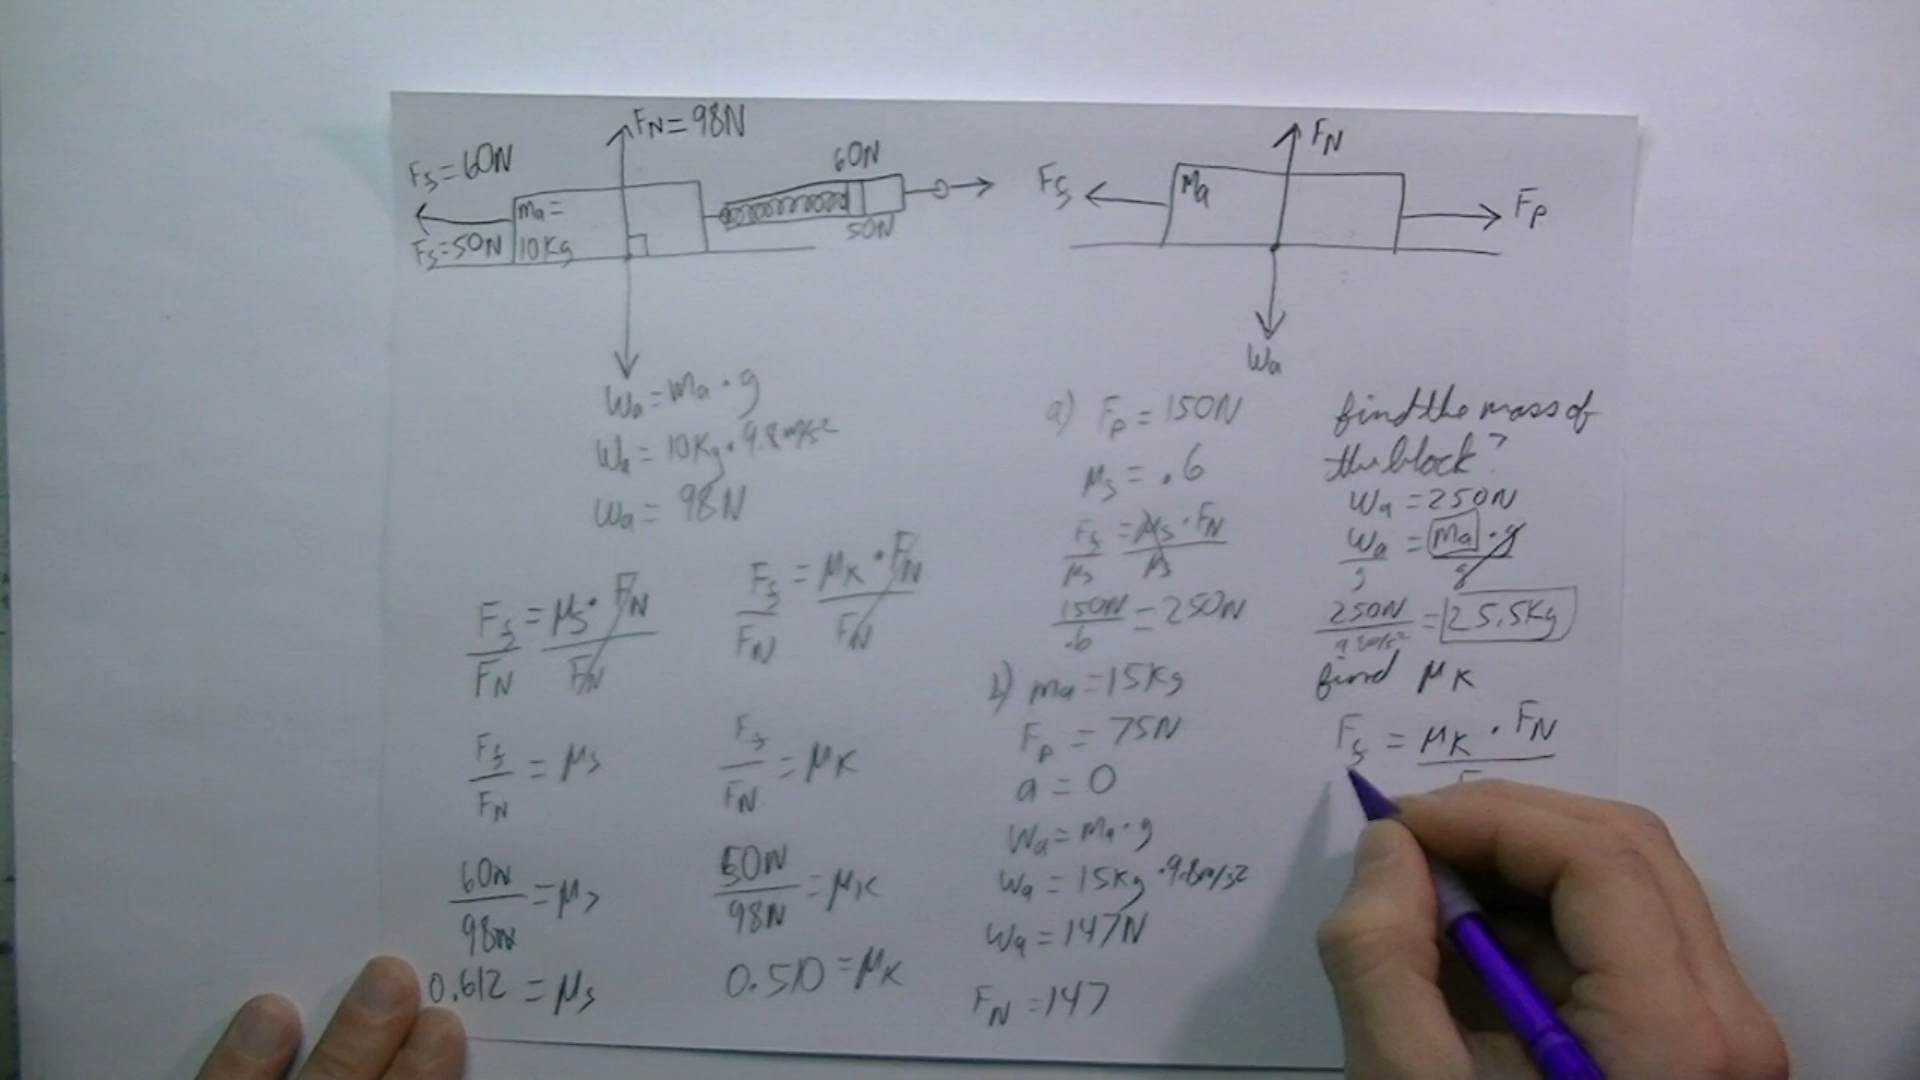 FN = 98N
Fs = 60N
60N
ma =
10Kg
Fs = 50N
50N
Wa = ma · g
Wa = 10Kg · 9.8m/s2
Wa = 98N
Fs = μs · FN
FN FN
Fs = μs
FN
60N = μs
98N
0.612 = μs
Fs = μK · FN
FN FN
Fs = μK
FN
50N = μK
98N
0.510 = μK
FN
Fs
ma
FP
Wa
a) Fp = 150N
μs = .6
Fs = μs · FN
μs μs
150N = 250N
.6
find the mass of
the block?
Wa = 250N
Wa = ma · g
g g
250N = 25.5Kg
9.8m/s2
b) ma = 15Kg
Fp = 75N
a = 0
Wa = ma · g
Wa = 15Kg · 9.8m/s2
Wa = 147N
FN = 147
find μK
Fs = μK · FN